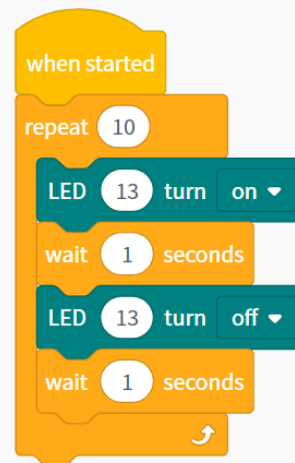 when started
repeat 10
LED 13 turn on
wait 1 seconds
LED 13 turn off
wait 1 seconds